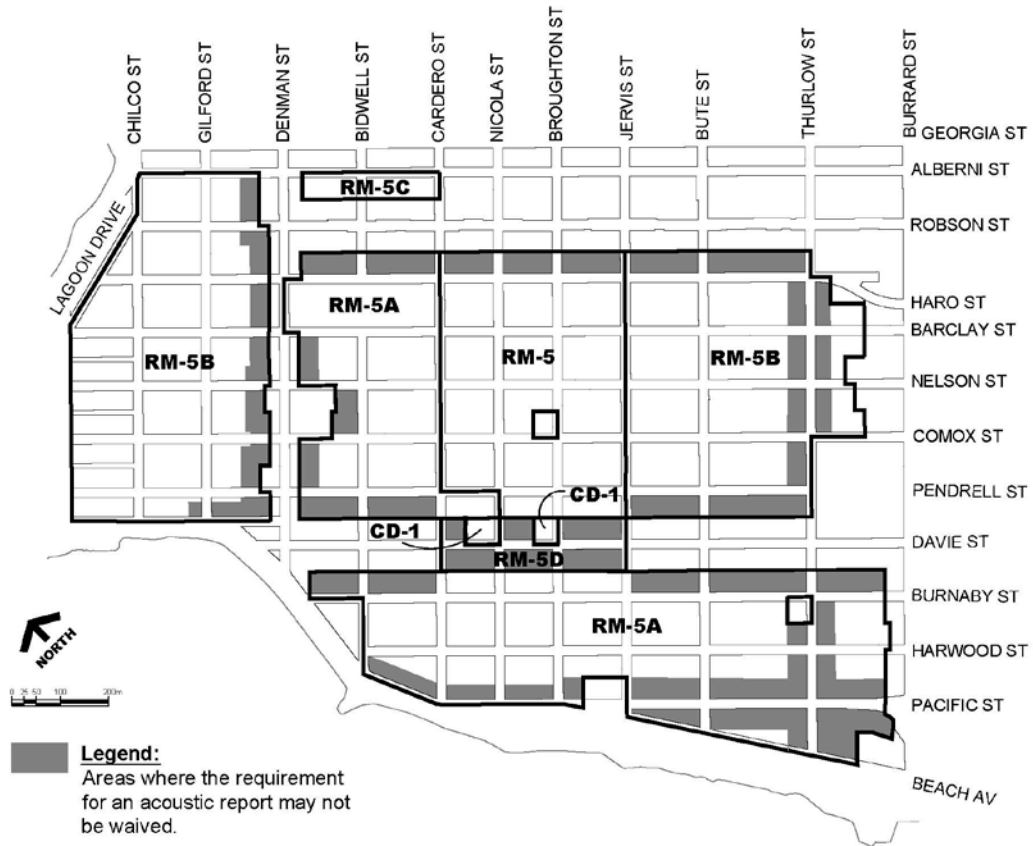 CHILCO ST
GILFORD ST
DENMAN ST
BIDWELL ST
CARDERO ST
NICOLA ST
BROUGHTON ST
JERVIS ST
BUTE ST
THURLOW ST
BURRARD ST
GEORGIA ST
ALBERNI ST
RM-5C
ROBSON ST
LAGOON DRIVE
HARO ST
RM-5A
BARCLAY ST
RM-5B
RM-5
RM-5B
NELSON ST
COMOX ST
PENDRELL ST
CD-1
CD-1
DAVIE ST
RM-5D
BURNABY ST
RM-5A
NORTH
HARWOOD ST
0 25 50 100 200m
PACIFIC ST
Legend:
Areas where the requirement
for an acoustic report may not
be waived.
BEACH AV